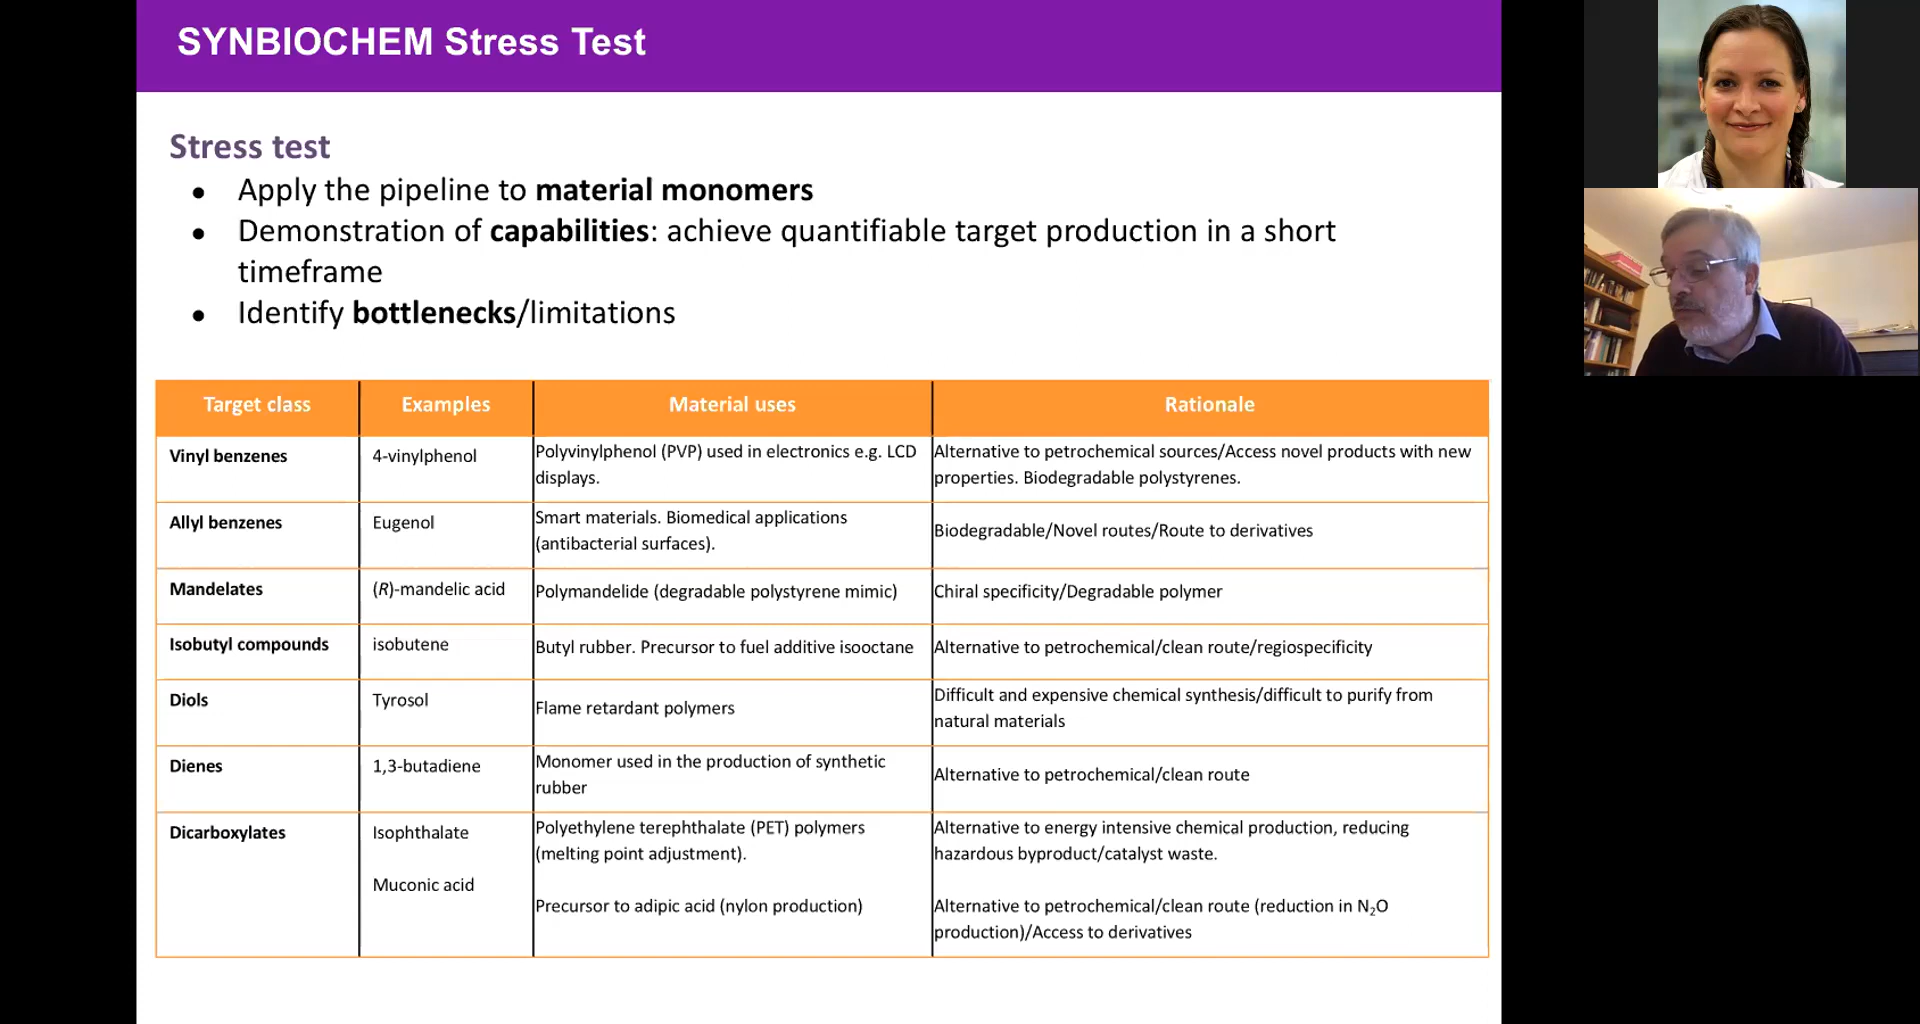 SYNBIOCHEM Stress Test
Stress test
● Apply the pipeline to material monomers
● Demonstration of capabilities: achieve quantifiable target production in a short
timeframe
● Identify bottlenecks/limitations
Target class Examples Material uses Rationale
Vinyl benzenes 4-vinylphenol Polyvinylphenol (PVP) used in electronics e.g. LCD Alternative to petrochemical sources/Access novel products with new
displays. properties. Biodegradable polystyrenes.
Allyl benzenes Eugenol Smart materials. Biomedical applications Biodegradable/Novel routes/Route to derivatives
(antibacterial surfaces).
Mandelates (R)-mandelic acid Polymandelide (degradable polystyrene mimic) Chiral specificity/Degradable polymer
Isobutyl compounds isobutene Butyl rubber. Precursor to fuel additive isooctane Alternative to petrochemical/clean route/regiospecificity
Diols Tyrosol Flame retardant polymers Difficult and expensive chemical synthesis/difficult to purify from
natural materials
Dienes 1,3-butadiene Monomer used in the production of synthetic Alternative to petrochemical/clean route
rubber
Dicarboxylates Isophthalate Polyethylene terephthalate (PET) polymers Alternative to energy intensive chemical production, reducing
(melting point adjustment). hazardous byproduct/catalyst waste.
Muconic acid Precursor to adipic acid (nylon production) Alternative to petrochemical/clean route (reduction in N₂O
production)/Access to derivatives